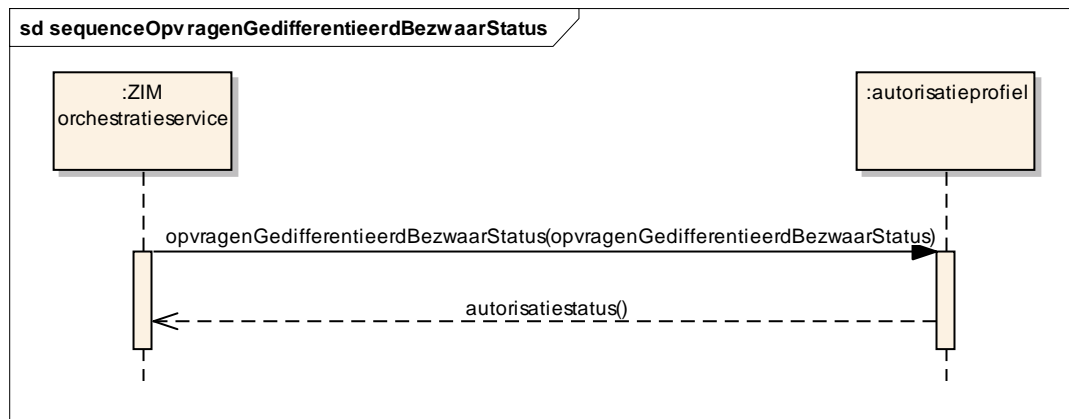 sd sequenceOpvragenGedifferentieerdBezwaarStatus
:ZIM
orchestratieservice
:autorisatieprofiel
opvragenGedifferentieerdBezwaarStatus(opvragenGedifferentieerdBezwaarStatus)
autorisatiestatus()